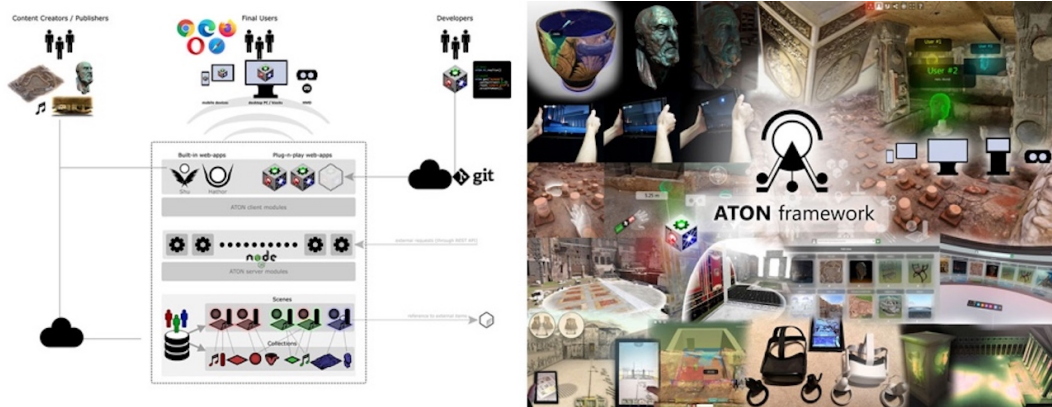 Content Creators / Publishers
Final Users
Developers
mobile devices
desktop PC / kiosks
HMD
Built-in web-apps
Plug-n-play web-apps
Shu
Hathor
git
ATON client modules
external requests (through REST API)
node
ATON server modules
Scenes
reference to external items
Collections
User #1
User #2
ATON framework